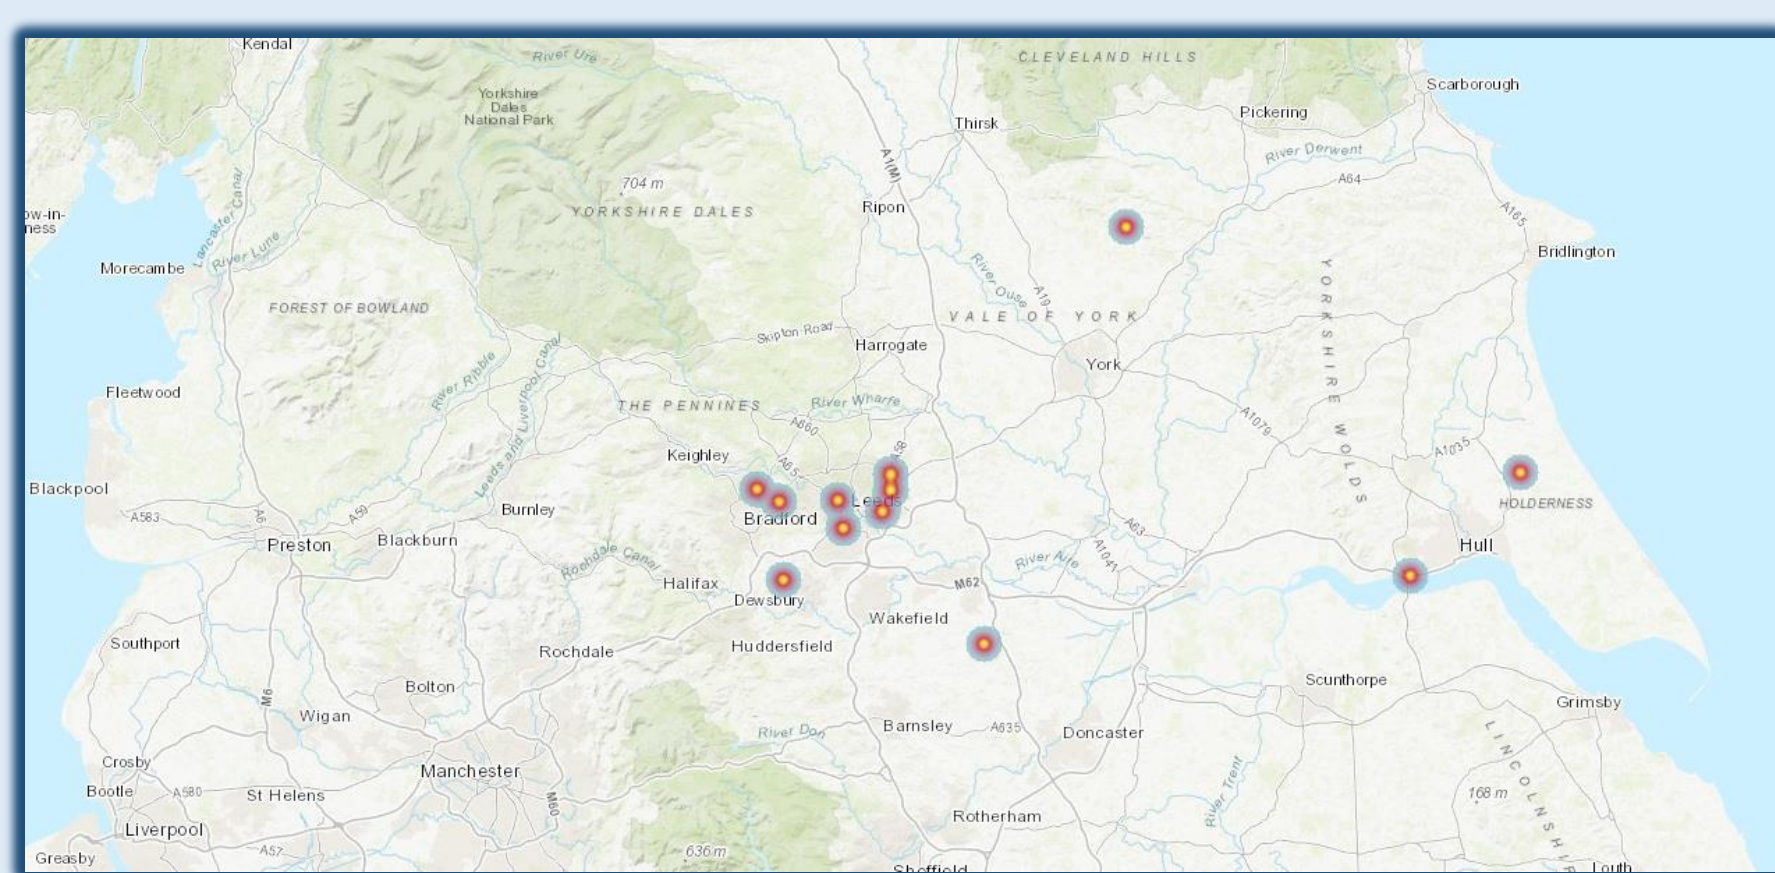 Kendal
River Ure
CLEVELAND HILLS
Scarborough
Yorkshire
Dales
National Park
Pickering
Thirsk
River Derwent
A1(M)
704 m
A64
Lancaster Canal
YORKSHIRE DALES
Ripon
ow-in-
ness
A165
River Lune
Morecambe
Bridlington
River Ouse
A19
FOREST OF BOWLAND
VALE OF YORK
YORKSHIRE WOLDS
Skipton Road
Harrogate
York
River Ribble
Leeds and Liverpool Canal
Fleetwood
THE PENNINES
River Wharfe
A660
A1079
A58
A1035
Keighley
A65
Blackpool
Leeds
HOLDERNESS
A583
A6
A59
Burnley
Bradford
A63
Preston
Blackburn
Hull
Rochdale Canal
River Aire
A1041
Halifax
M62
Dewsbury
Wakefield
Southport
Rochdale
Huddersfield
Bolton
Scunthorpe
M6
Grimsby
Wigan
Barnsley
A635
River Don
Doncaster
LINCOLNSHI
Crosby
Manchester
Bootle
A580
St Helens
M60
River Trent
168 m
Liverpool
Rotherham
A57
636 m
Greasby
Sheffield
Louth